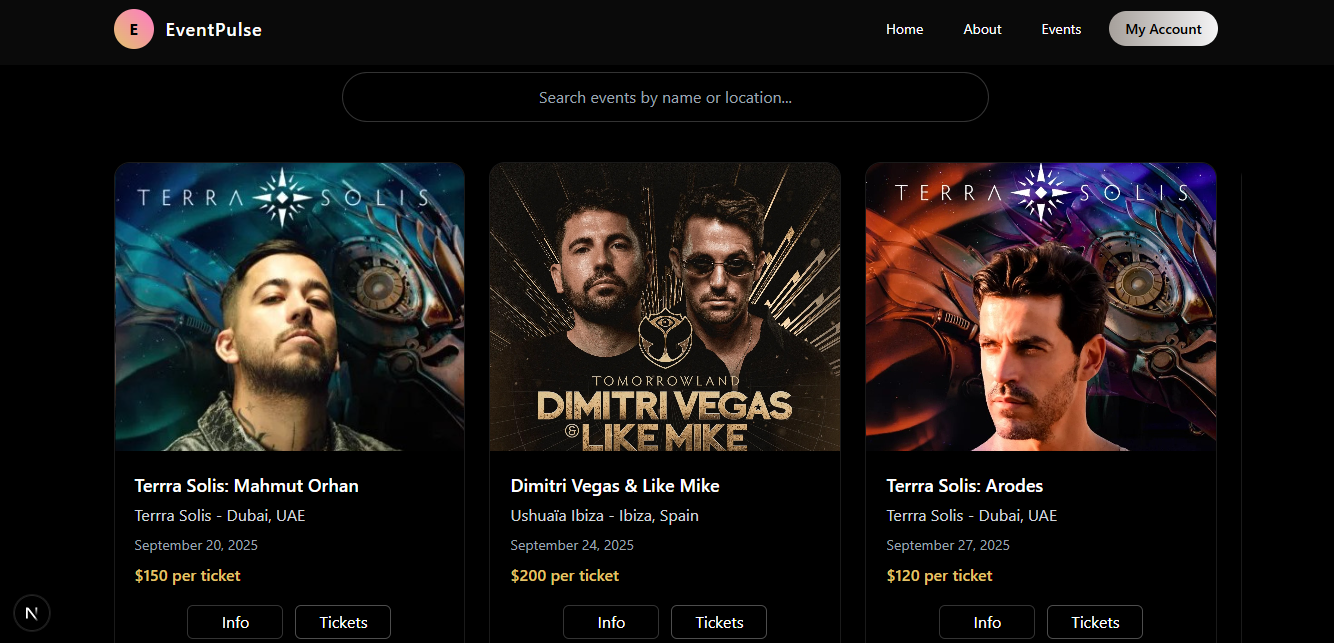 E EventPulse Home About Events My Account
Search events by name or location...
TERRA SOLIS
TOMORROWLAND
DIMITRI VEGAS
& LIKE MIKE
TERRA SOLIS
Terrra Solis: Mahmut Orhan
Terrra Solis - Dubai, UAE
September 20, 2025
$150 per ticket
Info Tickets
Dimitri Vegas & Like Mike
Ushuaïa Ibiza - Ibiza, Spain
September 24, 2025
$200 per ticket
Info Tickets
Terrra Solis: Arodes
Terrra Solis - Dubai, UAE
September 27, 2025
$120 per ticket
Info Tickets
N